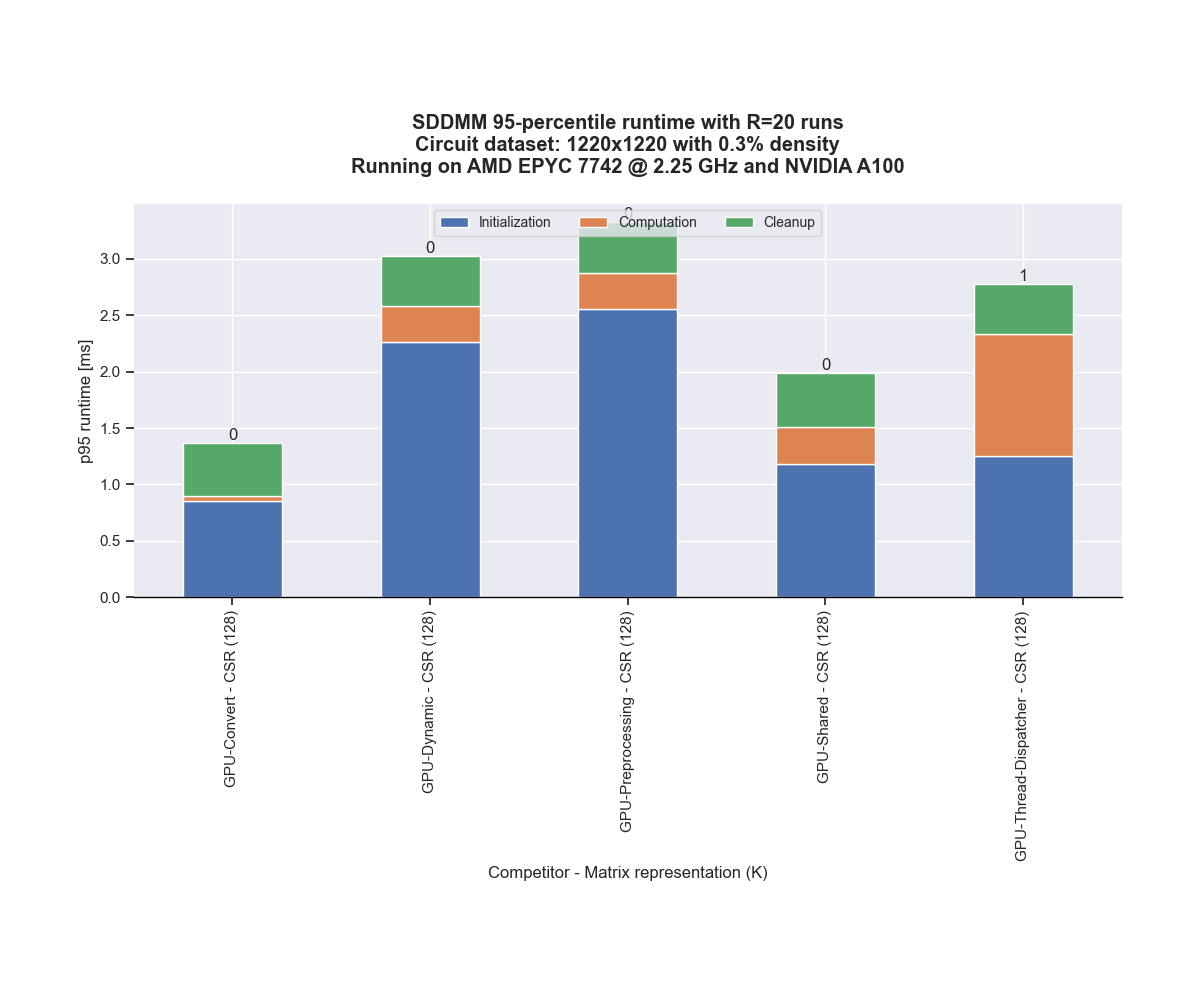 SDDMM 95-percentile runtime with R=20 runs
Circuit dataset: 1220x1220 with 0.3% density
Running on AMD EPYC 7742 @ 2.25 GHz and NVIDIA A100
Initialization Computation Cleanup
0 0 0 0 1
p95 runtime [ms]
3.0
2.5
2.0
1.5
1.0
0.5
0.0
GPU-Convert - CSR (128)
GPU-Dynamic - CSR (128)
GPU-Preprocessing - CSR (128)
GPU-Shared - CSR (128)
GPU-Thread-Dispatcher - CSR (128)
Competitor - Matrix representation (K)